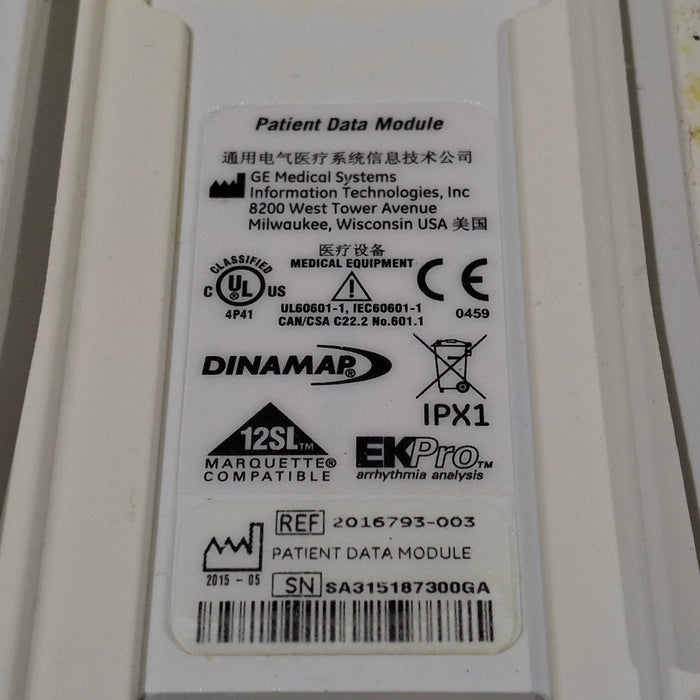 Patient Data Module
通用电气医疗系统信息技术公司
GE Medical Systems
Information Technologies, Inc
8200 West Tower Avenue
Milwaukee, Wisconsin USA 美国
医疗设备
MEDICAL EQUIPMENT
CLASSIFIED
C UL® US
4P41
UL60601-1, IEC60601-1
CAN/CSA C22.2 No.601.1
CE
0459
DINAMAP®
IPX1
12SL™
MARQUETTE®
COMPATIBLE
EKPro™
arrhythmia analysis
REF 2016793-003
PATIENT DATA MODULE
2015 - 05
SN SA315187300GA